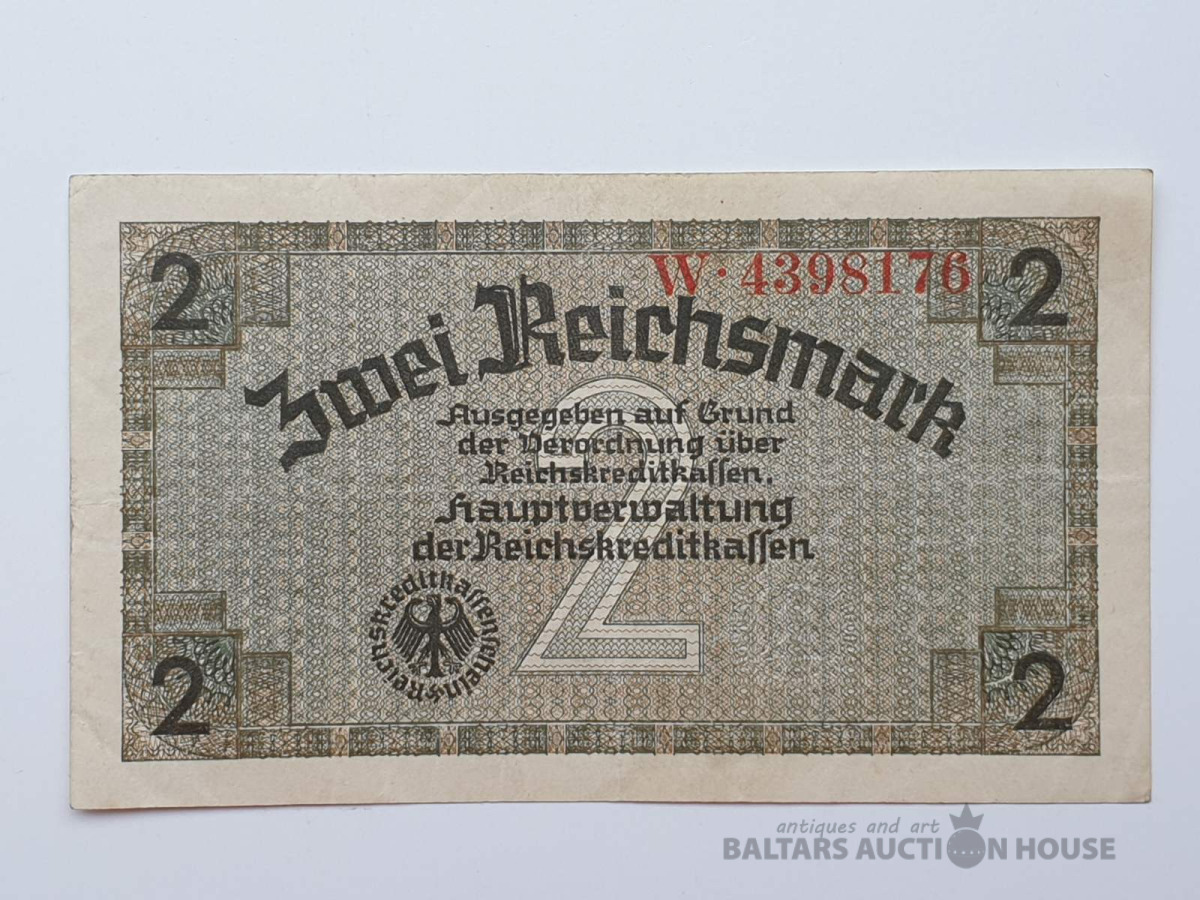 2
W·4398176
2
Zwei Reichsmark
Ausgegeben auf Grund
der Verordnung über
Reichskreditkassen.
Hauptverwaltung
der Reichskreditkassen
2
Reichskreditkassenschein
2
2
antiques and art
BALTARS AUCTION HOUSE